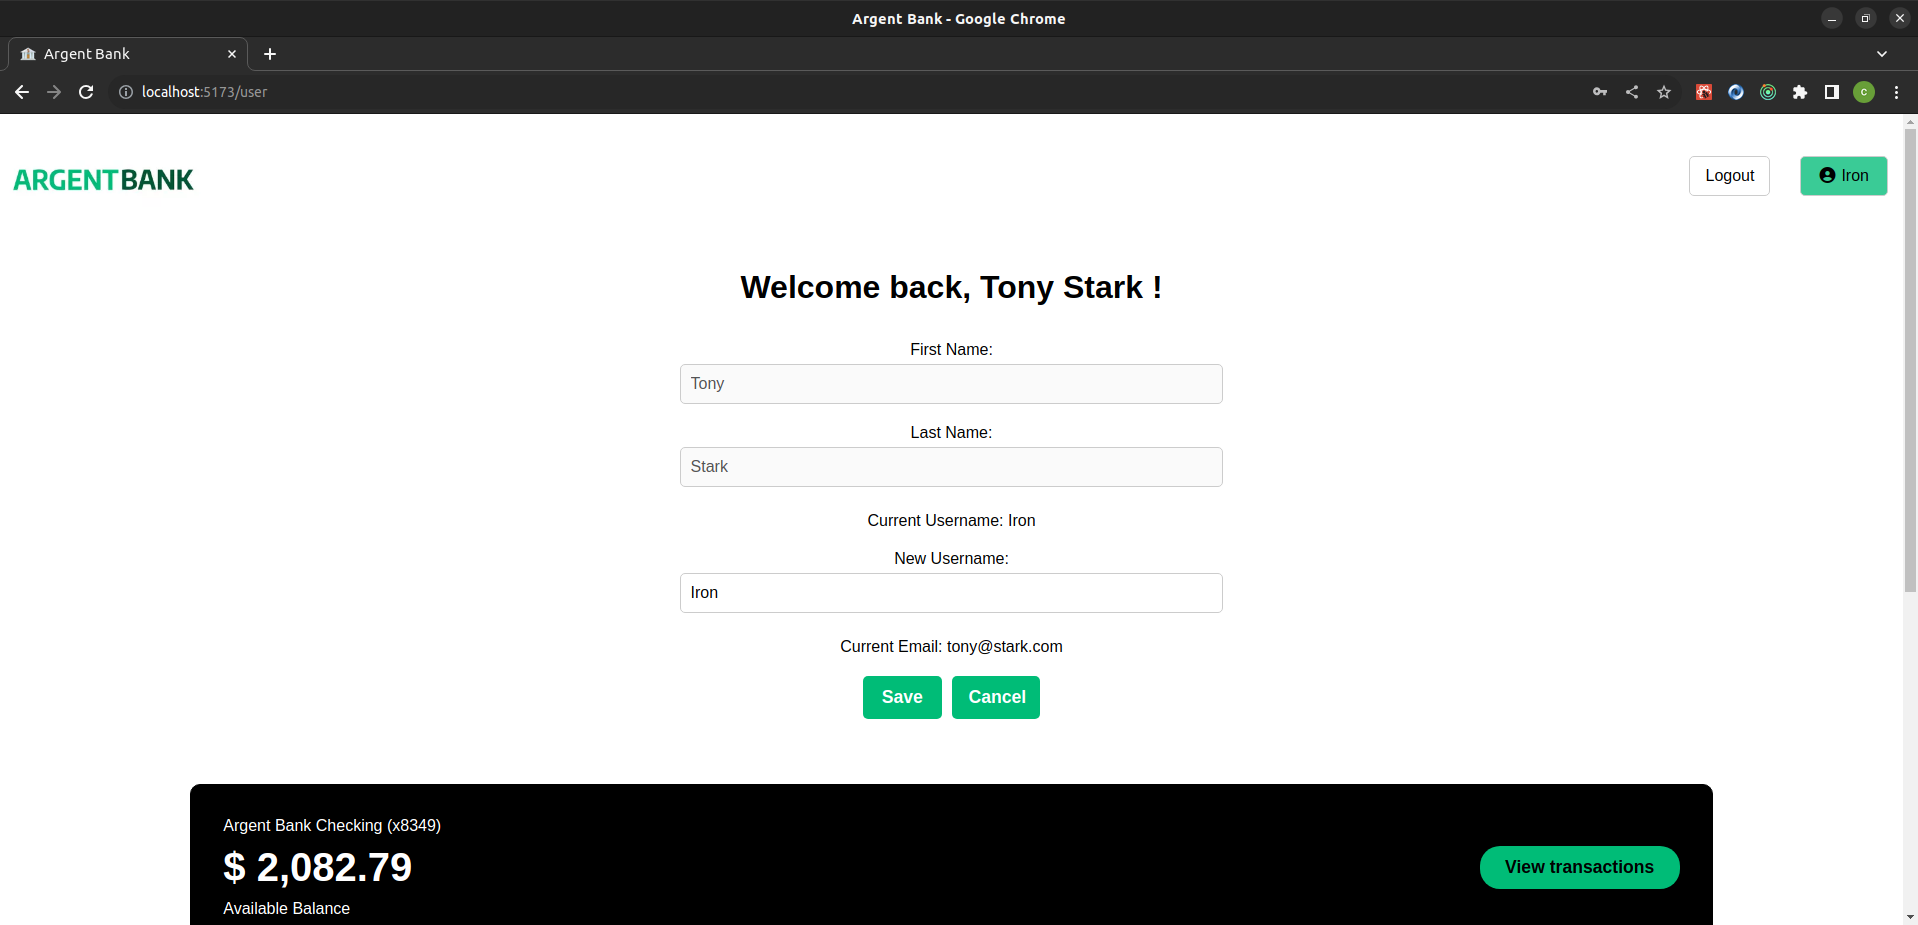 Argent Bank - Google Chrome
Argent Bank
localhost:5173/user
C
ARGENTBANK
Logout
Iron
Welcome back, Tony Stark !
First Name:
Tony
Last Name:
Stark
Current Username: Iron
New Username:
Iron
Current Email: tony@stark.com
Save
Cancel
Argent Bank Checking (x8349)
$ 2,082.79
Available Balance
View transactions